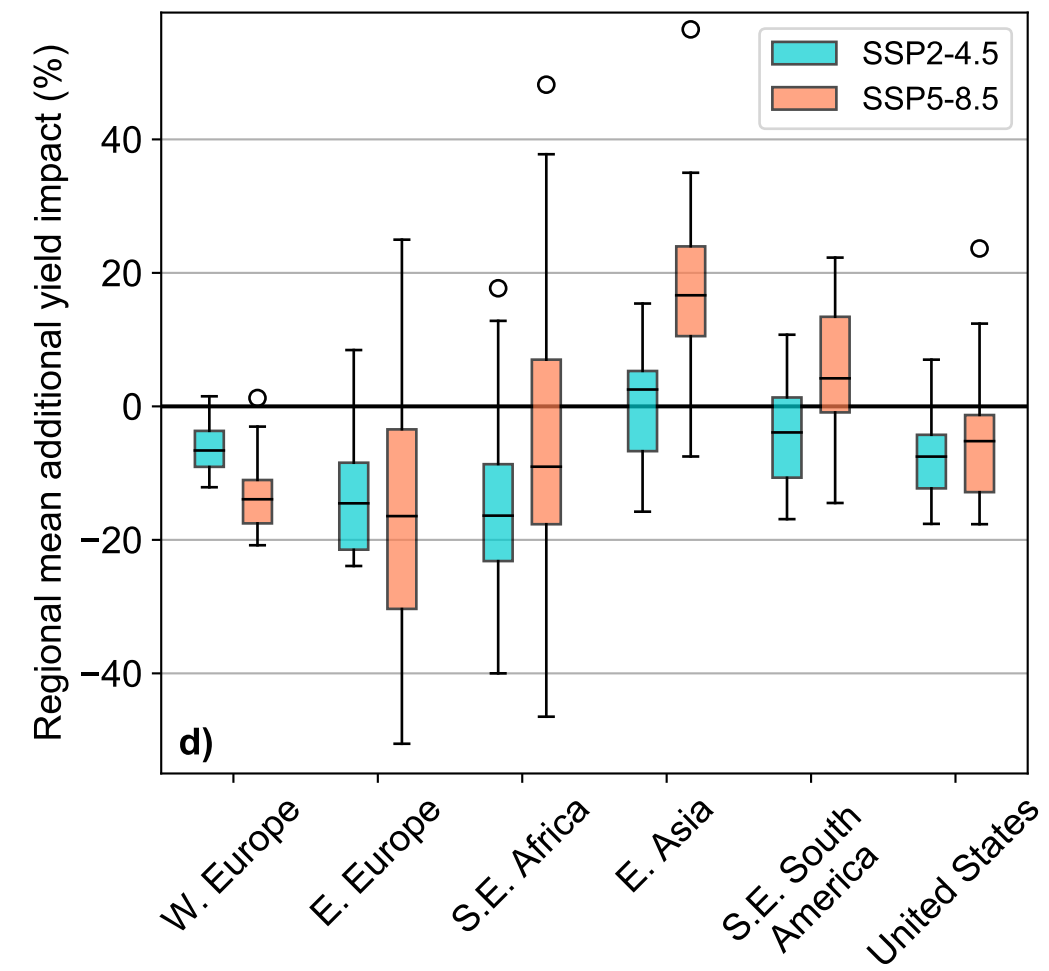 Regional mean additional yield impact (%)
40
20
0
−20
−40
SSP2-4.5
SSP5-8.5
d)
W. Europe
E. Europe
S.E. Africa
E. Asia
S.E. South
America
United States